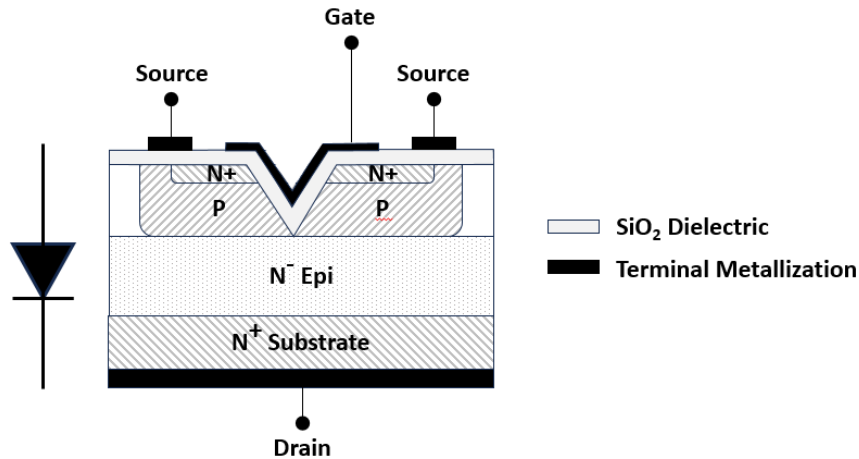 Gate
Source
Source
N+
N+
P
P
N⁻ Epi
N⁺ Substrate
Drain
SiO₂ Dielectric
Terminal Metallization